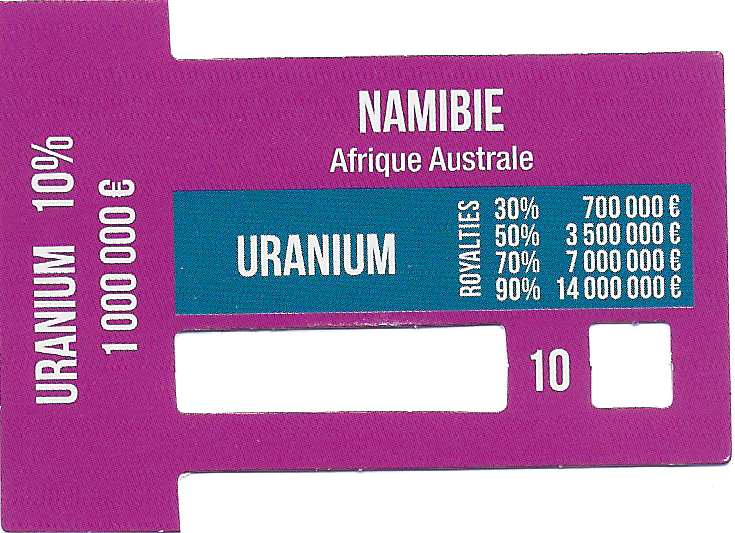 URANIUM 10%
1 000 000 €
NAMIBIE
Afrique Australe
URANIUM
ROYALTIES
30% 700 000 €
50% 3 500 000 €
70% 7 000 000 €
90% 14 000 000 €
10